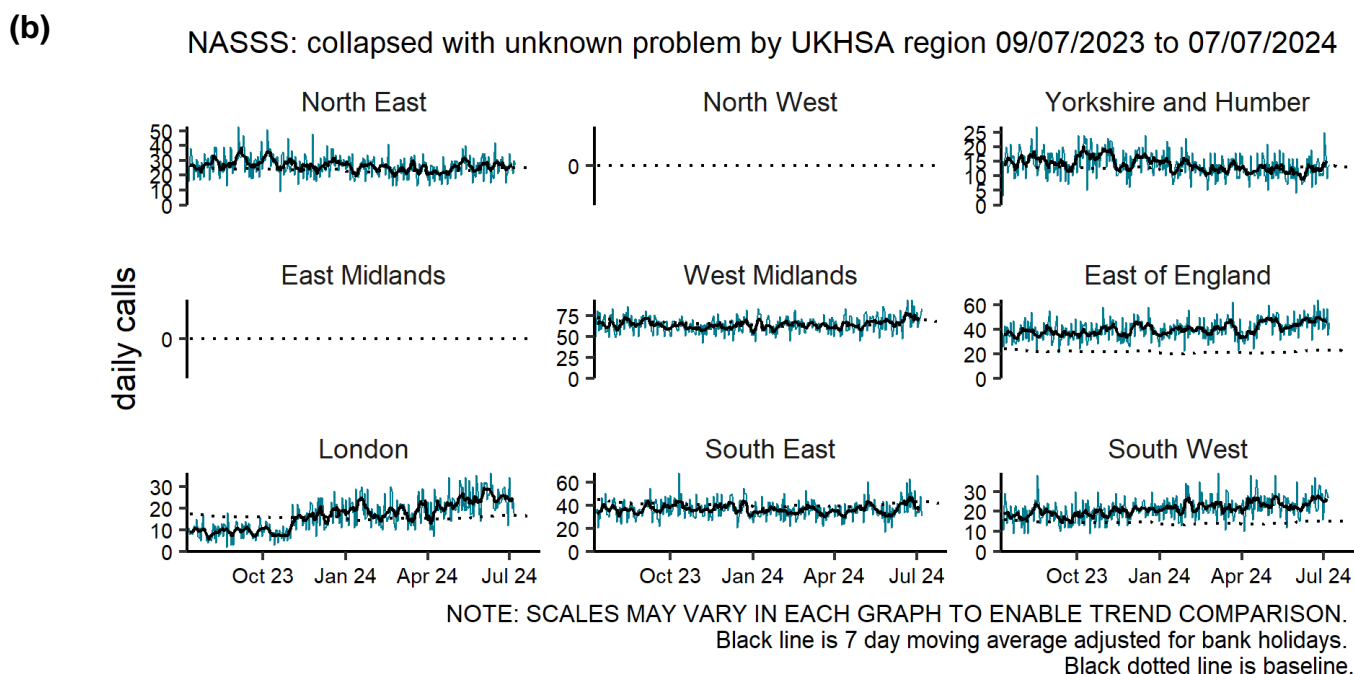 (b)
NASSS: collapsed with unknown problem by UKHSA region 09/07/2023 to 07/07/2024
North East
North West
Yorkshire and Humber
50
40
30
20
10
0
0
25
20
15
10
5
0
East Midlands
West Midlands
East of England
daily calls
0
75
50
25
0
60
40
20
0
London
South East
South West
30
20
10
0
60
40
20
0
30
20
10
0
Oct 23 Jan 24 Apr 24 Jul 24
Oct 23 Jan 24 Apr 24 Jul 24
Oct 23 Jan 24 Apr 24 Jul 24
NOTE: SCALES MAY VARY IN EACH GRAPH TO ENABLE TREND COMPARISON.
Black line is 7 day moving average adjusted for bank holidays.
Black dotted line is baseline.